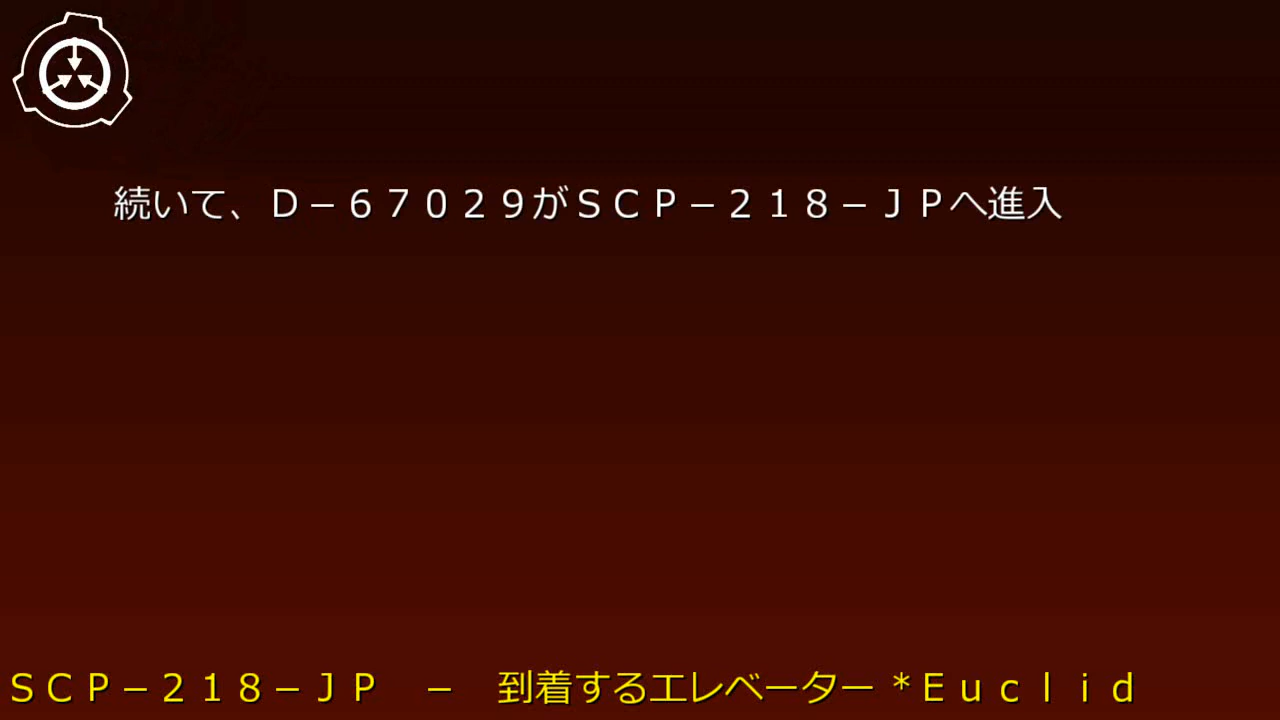 続いて、Ｄ－６７０２９がＳＣＰ－２１８－ＪＰへ進入
ＳＣＰ－２１８－ＪＰ　－　到着するエレベーター＊Ｅｕｃｌｉｄ